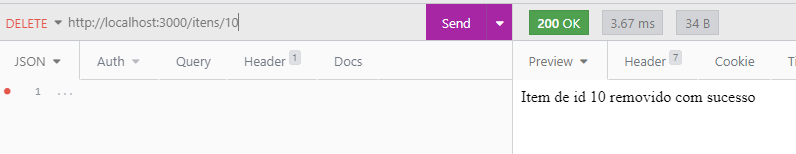 DELETE http://localhost:3000/itens/10 Send 200 OK 3.67 ms 34 B
JSON Auth Query Header 1 Docs Preview Header 7 Cookie
1 ... Item de id 10 removido com sucesso